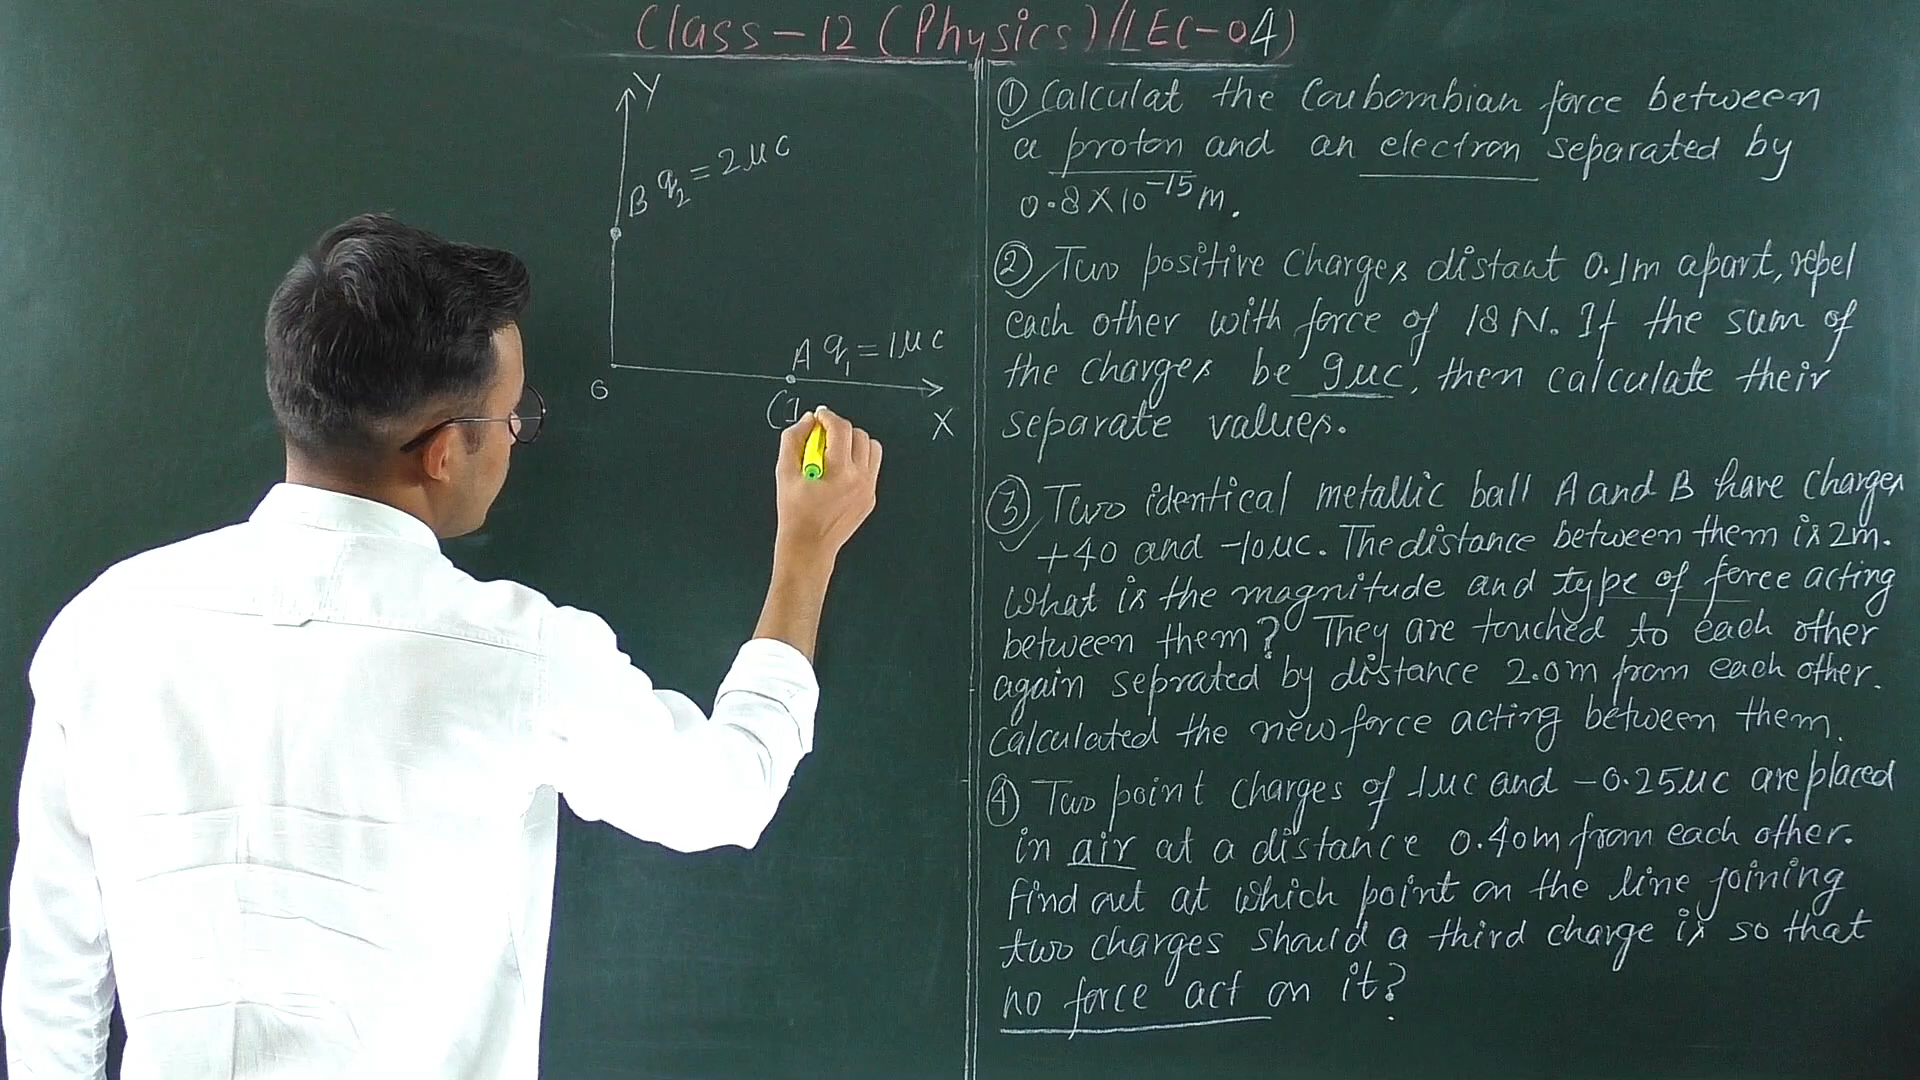 Class-12 (Physics)//LEC-04)
Y
B q₂ = 2μc
A q₁ = 1μc
O
(1
X
① Calculat the Coubombian force between
a proton and an electron separated by
0.8X10⁻¹⁵m.
② Two positive charges distant 0.1m apart, repel
each other with force of 18 N. If the sum of
the charges be 9μc, then calculate their
separate values.
③ Two identical metallic ball A and B have charges
+40 and -10μc. The distance between them is 2m.
What is the magnitude and type of force acting
between them? They are touched to each other
again seprated by distance 2.0m from each other.
Calculated the new force acting between them.
④ Two point charges of 1μc and -0.25μc are placed
in air at a distance 0.40m from each other.
Find out at which point on the line joining
two charges should a third charge is so that
no force act on it?